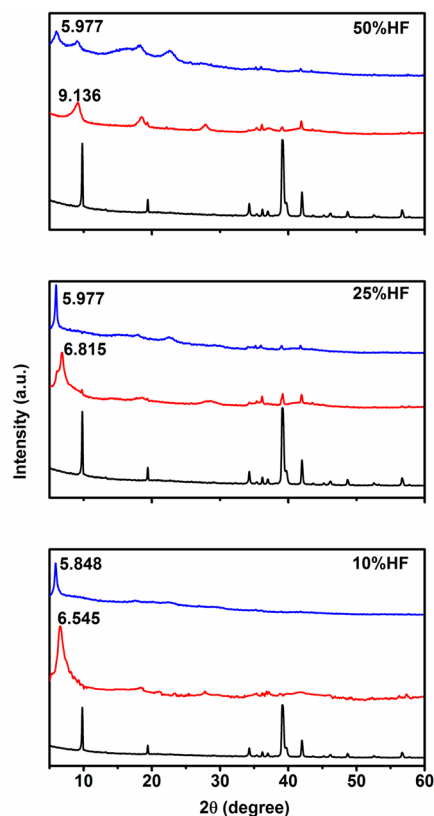 50%HF
5.977
9.136
25%HF
5.977
6.815
Intensity (a.u.)
10%HF
5.848
6.545
10 20 30 40 50 60
2θ (degree)